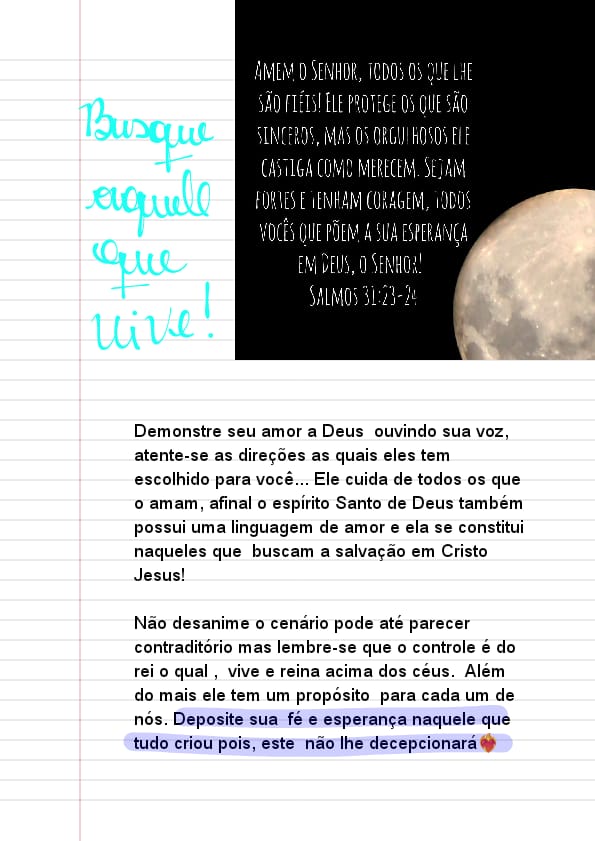 Busque
aquele
que
vive!
AMEM O SENHOR, TODOS OS QUE LHE
SÃO FIÉIS! ELE PROTEGE OS QUE SÃO
SINCEROS, MAS OS ORGULHOSOS ELE
CASTIGA COMO MERECEM. SEJAM
FORTES E TENHAM CORAGEM, TODOS
VOCÊS QUE PÕEM A SUA ESPERANÇA
EM DEUS, O SENHOR!
SALMOS 31:23-24
Demonstre seu amor a Deus ouvindo sua voz,
atente-se as direções as quais eles tem
escolhido para você... Ele cuida de todos os que
o amam, afinal o espírito Santo de Deus também
possui uma linguagem de amor e ela se constitui
naqueles que buscam a salvação em Cristo
Jesus!
Não desanime o cenário pode até parecer
contraditório mas lembre-se que o controle é do
rei o qual , vive e reina acima dos céus. Além
do mais ele tem um propósito para cada um de
nós. Deposite sua fé e esperança naquele que
tudo criou pois, este não lhe decepcionará❤️‍🔥